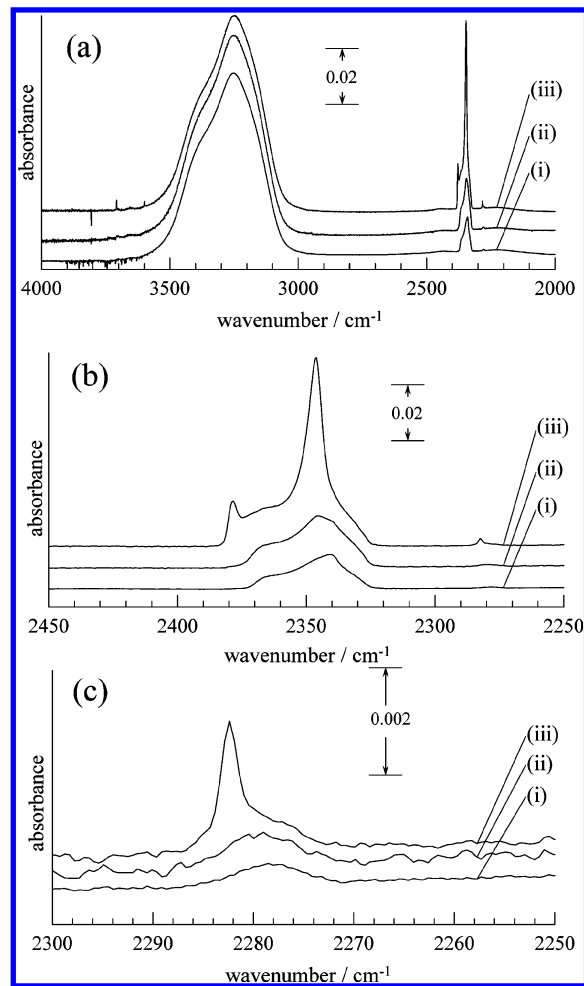 (a)
0.02
(iii)
(ii)
(i)
absorbance
4000 3500 3000 2500 2000
wavenumber / cm-1
(b)
0.02
(iii)
(ii)
(i)
absorbance
2450 2400 2350 2300 2250
wavenumber / cm-1
(c)
0.002
(iii)
(ii)
(i)
absorbance
2300 2290 2280 2270 2260 2250
wavenumber / cm-1